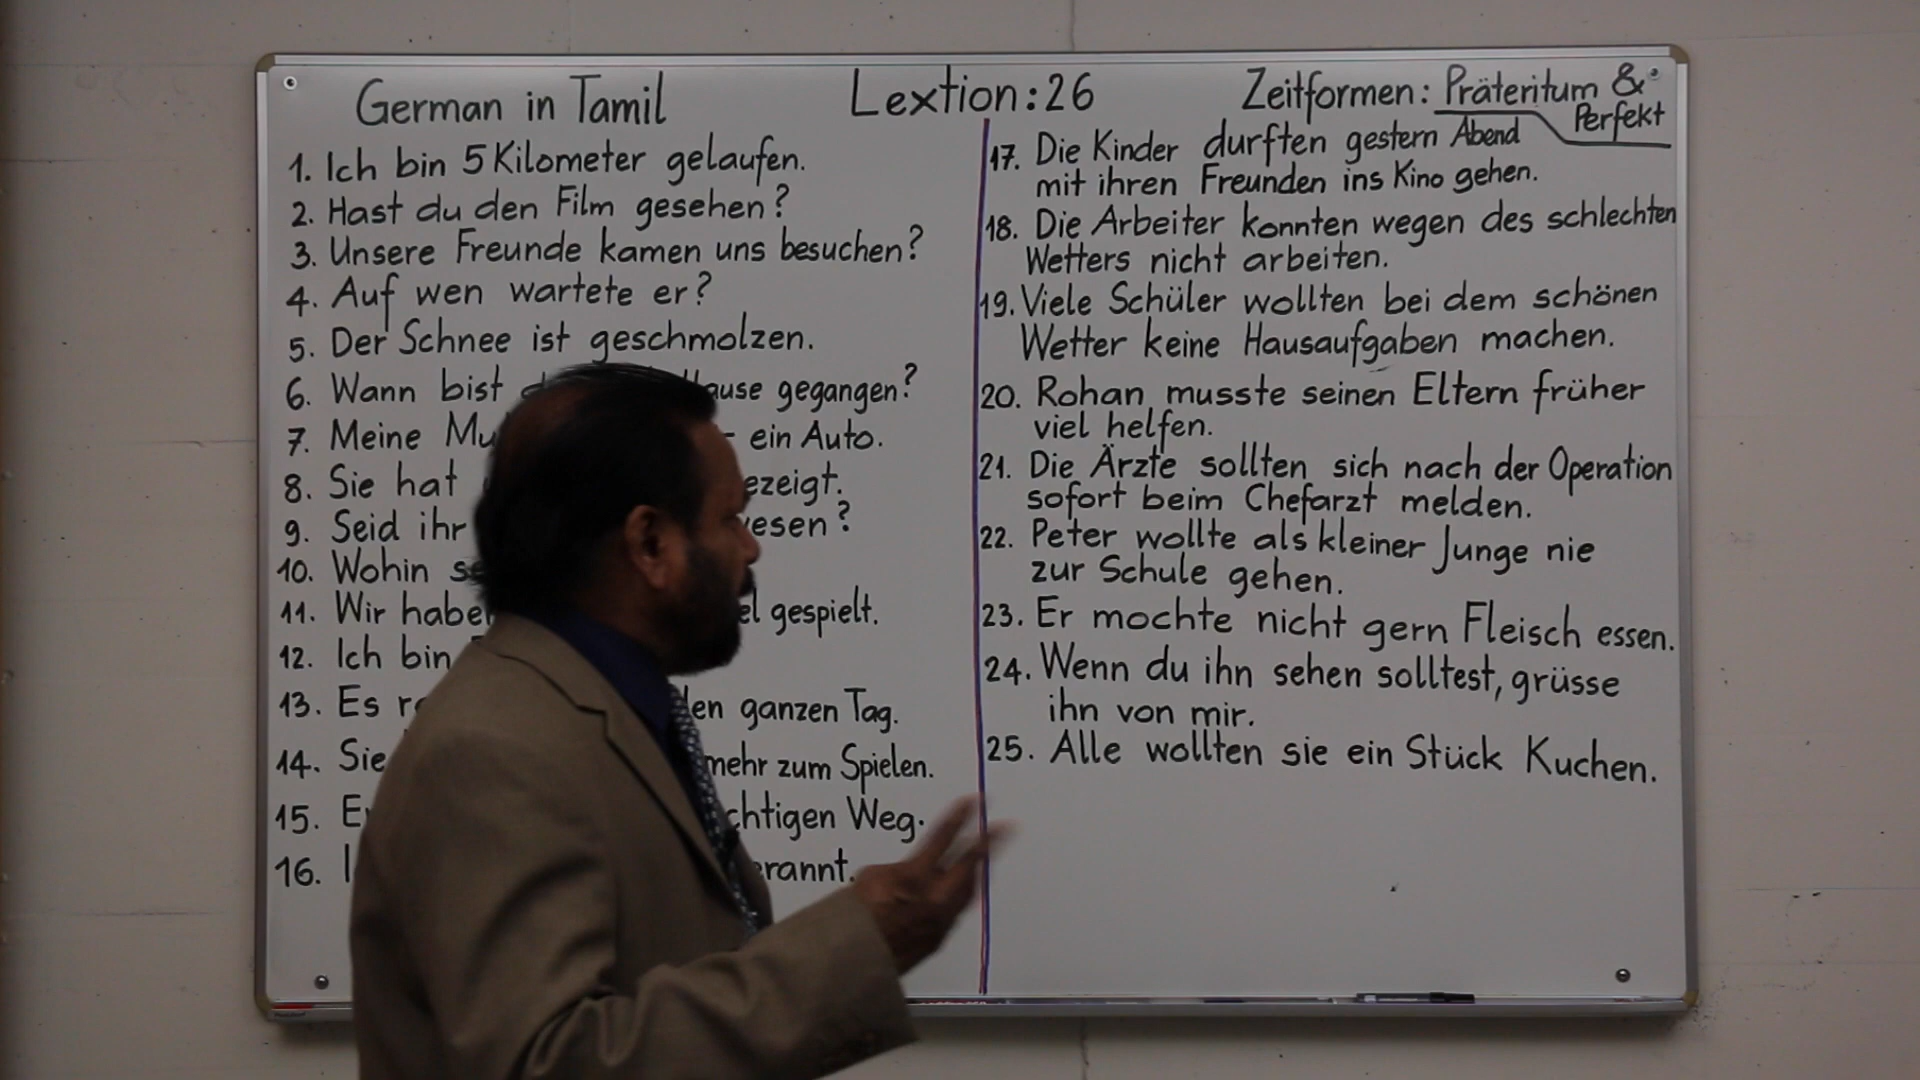 German in Tamil
Lextion:26
Zeitformen: Präteritum &
Perfekt
1. Ich bin 5 Kilometer gelaufen.
2. Hast du den Film gesehen?
3. Unsere Freunde kamen uns besuchen?
4. Auf wen wartete er?
5. Der Schnee ist geschmolzen.
6. Wann bist gegangen?
7. Meine ein Auto.
8. Sie hat
9. Seid ihr
10. Wohin
11. Wir gespielt.
12. Ich bin
13. Es ganzen Tag.
14. Sie mehr zum Spielen.
15. Weg.
16.
17. Die Kinder durften gestern Abend
mit ihren Freunden ins Kino gehen.
18. Die Arbeiter konnten wegen des schlechten
Wetters nicht arbeiten.
19. Viele Schüler wollten bei dem schönen
Wetter keine Hausaufgaben machen.
20. Rohan musste seinen Eltern früher
viel helfen.
21. Die Ärzte sollten sich nach der Operation
sofort beim Chefarzt melden.
22. Peter wollte als kleiner Junge nie
zur Schule gehen.
23. Er mochte nicht gern Fleisch essen.
24. Wenn du ihn sehen solltest, grüsse
ihn von mir.
25. Alle wollten sie ein Stück Kuchen.